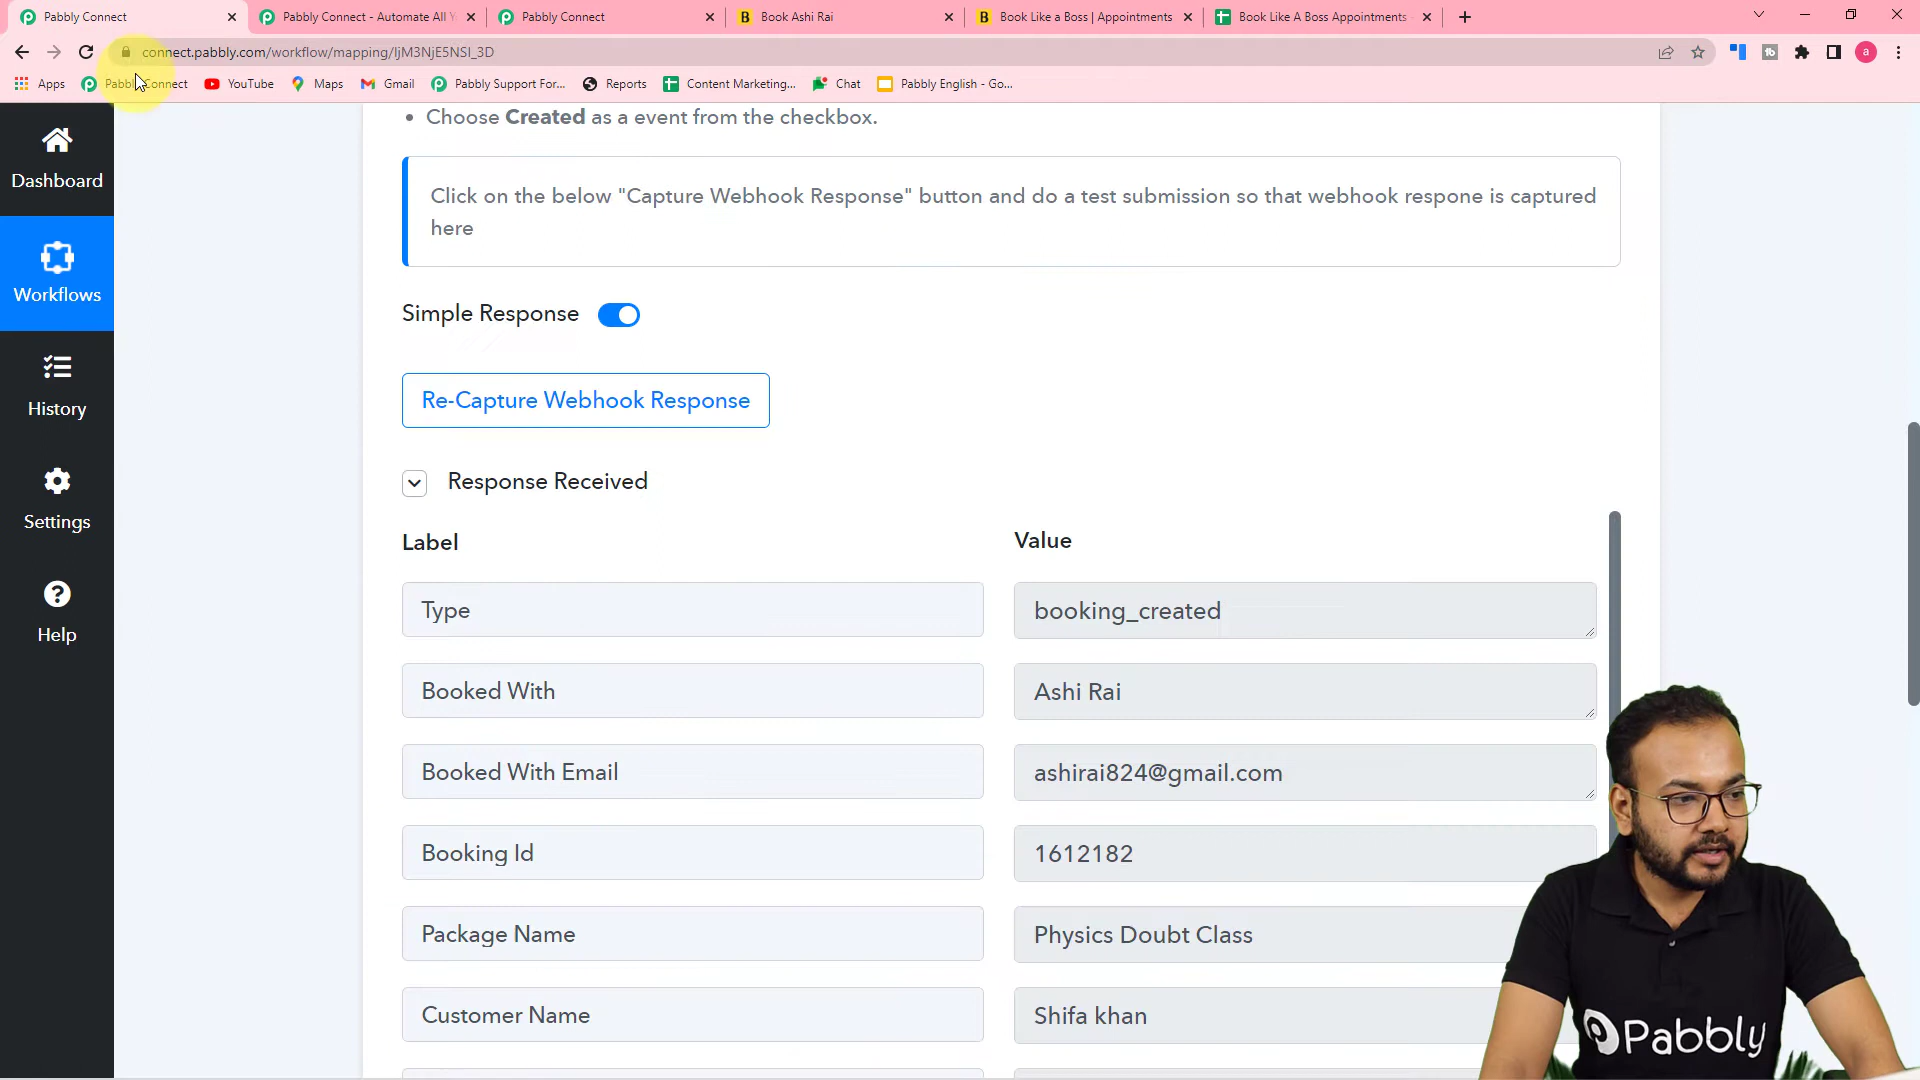 Pabbly Connect
Pabbly Connect - Automate All Y
Pabbly Connect
Book Ashi Rai
Book Like a Boss | Appointments
Book Like A Boss Appointments
connect.pabbly.com/workflow/mapping/IjM3NjE5NSI_3D
a
Apps
Pabbly Connect
YouTube
Maps
Gmail
Pabbly Support For...
Reports
Content Marketing...
Chat
Pabbly English - Go...
Dashboard
Workflows
History
Settings
Help
Choose Created as a event from the checkbox.
Click on the below "Capture Webhook Response" button and do a test submission so that webhook respone is captured
here
Simple Response
Re-Capture Webhook Response
Response Received
Label
Value
Type
booking_created
Booked With
Ashi Rai
Booked With Email
ashirai824@gmail.com
Booking Id
1612182
Package Name
Physics Doubt Class
Customer Name
Shifa khan
Pabbly